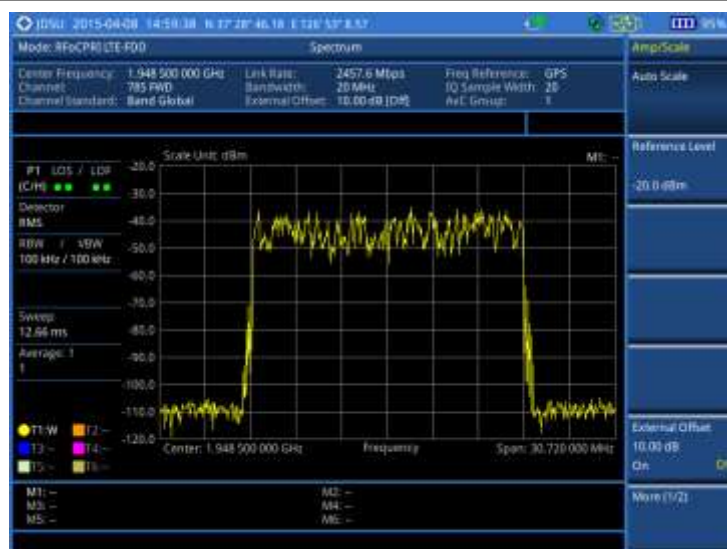 JDSU 2015-04-08 14:59:38 N 37° 28' 46.18 E 126° 53' 8.57 95%
Mode: RFoCPRI LTE-FDD Spectrum Amp/Scale
Center Frequency: 1.948 500 000 GHz Link Rate: 2457.6 Mbps Freq Reference: GPS
Channel: 785 FWD Bandwidth: 20 MHz IQ Sample Width: 20
Channel Standard: Band Global External Offset: 10.00 dB [Off] AxC Group: 1
Auto Scale
Scale Unit: dBm M1: --
P1 LOS / LOF
(C/H)
Detector
RMS
RBW / VBW
100 kHz / 100 kHz
Sweep
12.66 ms
Average: 1
1
T1:W T2:--
T3:-- T4:--
T5:-- T6:--
-20.0
-30.0
-40.0
-50.0
-60.0
-70.0
-80.0
-90.0
-100.0
-110.0
-120.0
Center: 1.948 500 000 GHz Frequency Span: 30.720 000 MHz
Reference Level
-20.0 dBm
External Offset
10.00 dB
On
More (1/2)
M1: -- M2: --
M3: -- M4: --
M5: -- M6: --